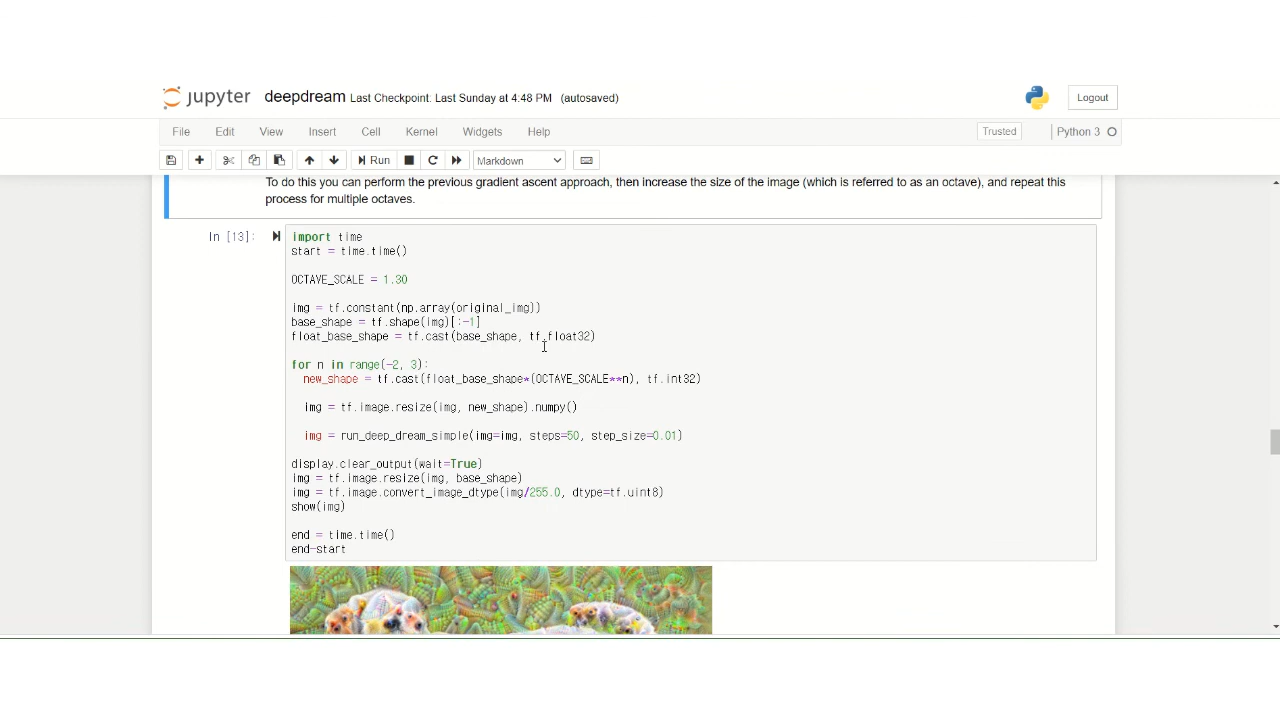 jupyter deepdream Last Checkpoint: Last Sunday at 4:48 PM (autosaved)
Logout
File Edit View Insert Cell Kernel Widgets Help
Trusted
Python 3
Run
Markdown
To do this you can perform the previous gradient ascent approach, then increase the size of the image (which is referred to as an octave), and repeat this
process for multiple octaves.
In [13]:
import time
start = time.time()
OCTAVE_SCALE = 1.30
img = tf.constant(np.array(original_img))
base_shape = tf.shape(img)[:-1]
float_base_shape = tf.cast(base_shape, tf.float32)
for n in range(-2, 3):
new_shape = tf.cast(float_base_shape*(OCTAVE_SCALE**n), tf.int32)
img = tf.image.resize(img, new_shape).numpy()
img = run_deep_dream_simple(img=img, steps=50, step_size=0.01)
display.clear_output(wait=True)
img = tf.image.resize(img, base_shape)
img = tf.image.convert_image_dtype(img/255.0, dtype=tf.uint8)
show(img)
end = time.time()
end-start